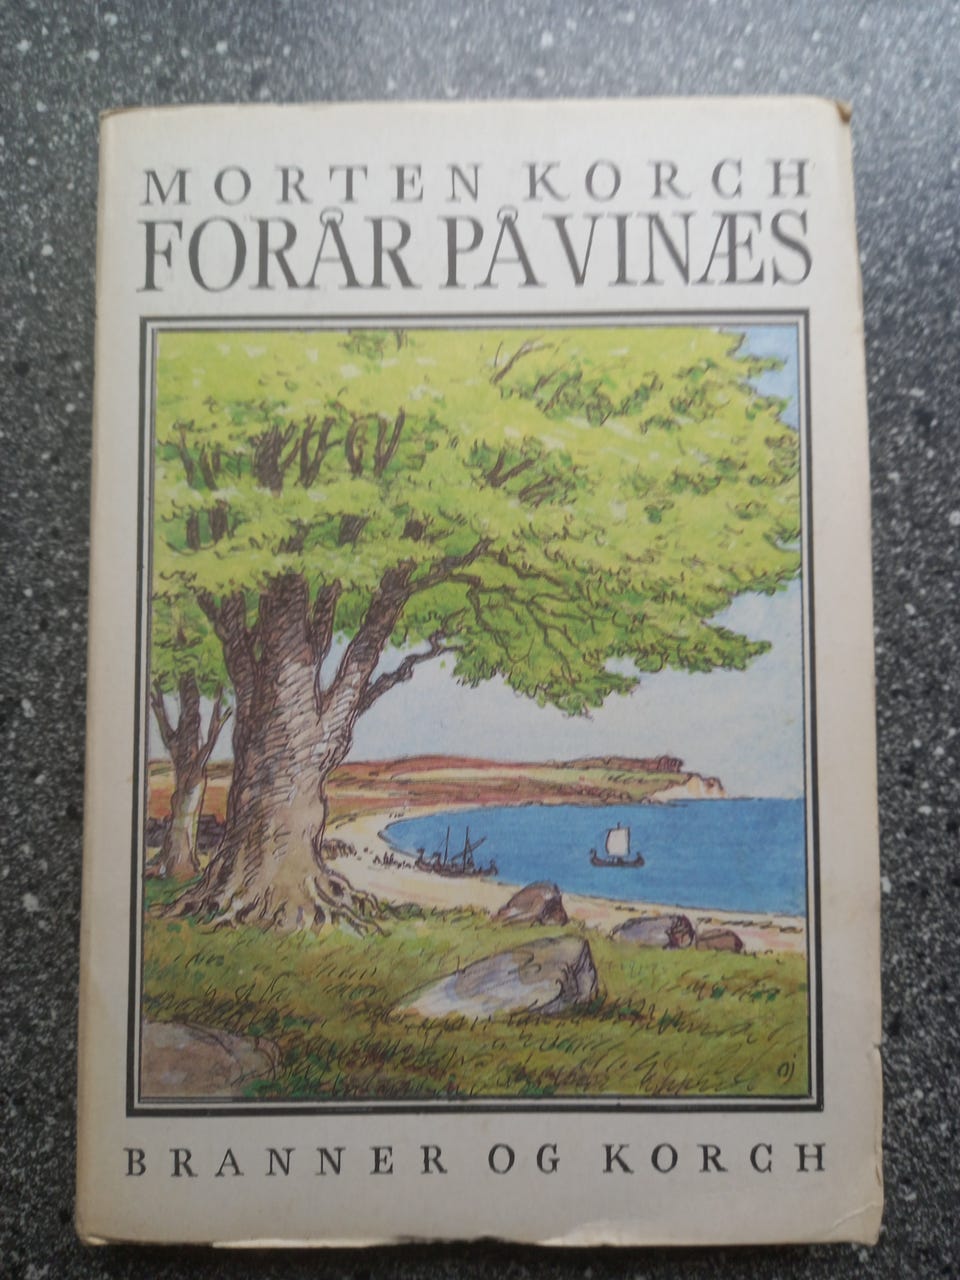 MORTEN KORCH
FORÅR PÅ VINÆS
BRANNER OG KORCH